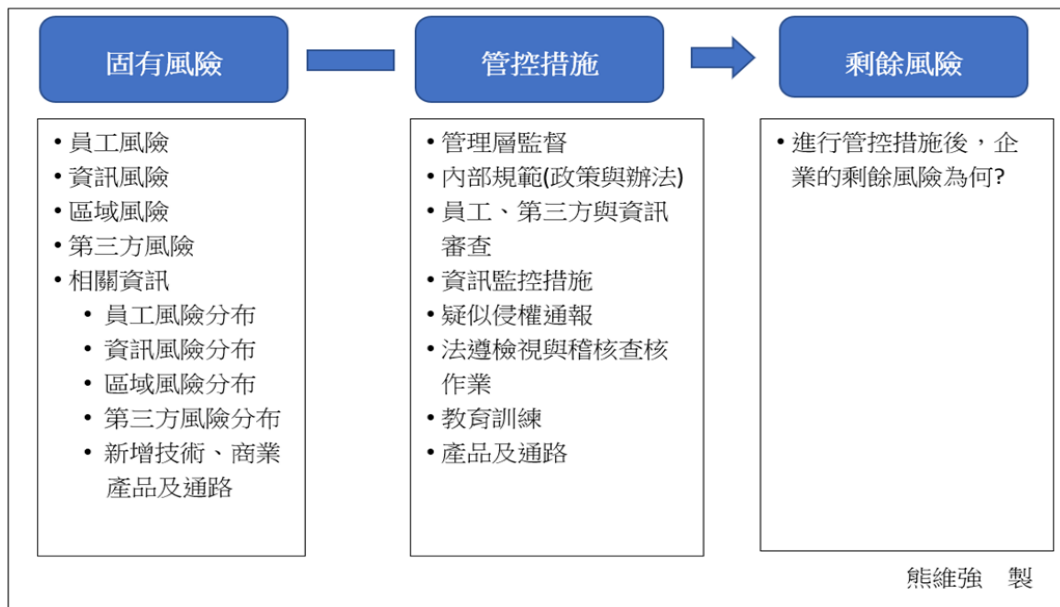 固有風險
管控措施
剩餘風險
• 員工風險
• 資訊風險
• 區域風險
• 第三方風險
• 相關資訊
• 員工風險分布
• 資訊風險分布
• 區域風險分布
• 第三方風險分布
• 新增技術、商業
產品及通路
• 管理層監督
• 內部規範(政策與辦法)
• 員工、第三方與資訊
審查
• 資訊監控措施
• 疑似侵權通報
• 法遵檢視與稽核查核
作業
• 教育訓練
• 產品及通路
• 進行管控措施後，企
業的剩餘風險為何?
熊維強　製